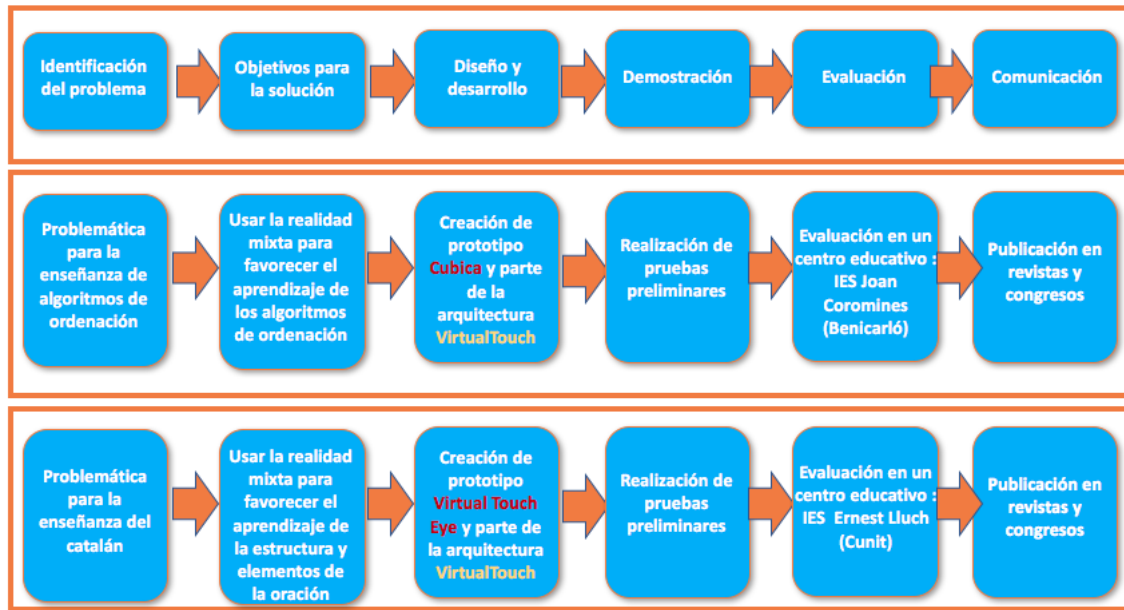 Identificación
del problema
Objetivos para
la solución
Diseño y
desarrollo
Demostración
Evaluación
Comunicación
Problemática
para la
enseñanza de
algoritmos de
ordenación
Usar la realidad
mixta para
favorecer el
aprendizaje de
los algoritmos
de ordenación
Creación de
prototipo
Cubica y parte
de la
arquitectura
VirtualTouch
Realización de
pruebas
preliminares
Evaluación en un
centro educativo :
IES Joan
Coromines
(Benicarló)
Publicación en
revistas y
congresos
Problemática
para la
enseñanza del
catalán
Usar la realidad
mixta para
favorecer el
aprendizaje de
la estructura y
elementos de
la oración
Creación de
prototipo
Virtual Touch
Eye y parte de
la arquitectura
VirtualTouch
Realización de
pruebas
preliminares
Evaluación en un
centro educativo :
IES Ernest Lluch
(Cunit)
Publicación en
revistas y
congresos